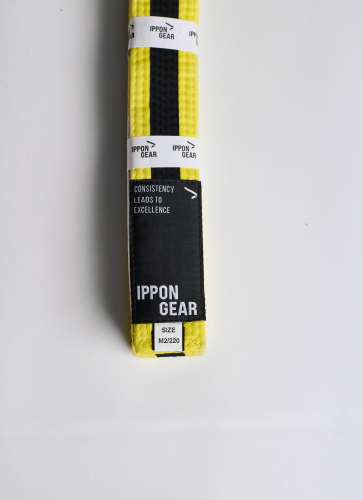 IPPON
GEAR
IPPON
GEAR
IPPON
GEAR
CONSISTENCY
LEADS TO
EXCELLENCE
IPPON
GEAR
SIZE
M2/220